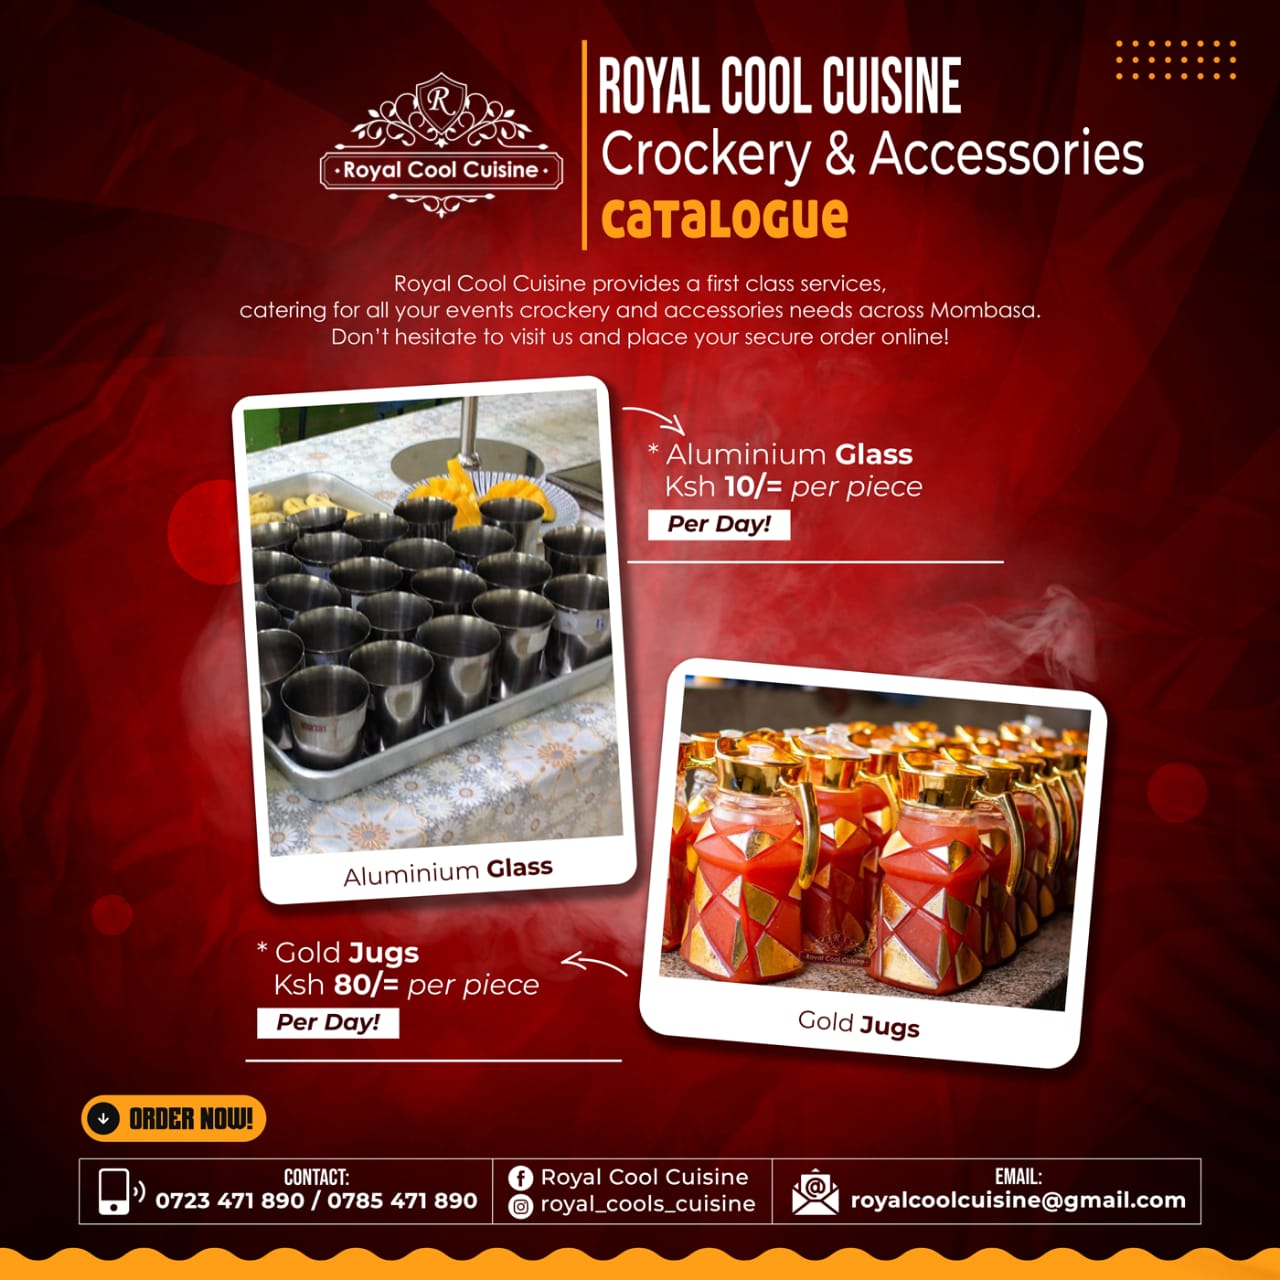 R
· Royal Cool Cuisine ·
ROYAL COOL CUISINE
Crockery & Accessories
CATALOGUE
Royal Cool Cuisine provides a first class services,
catering for all your events crockery and accessories needs across Mombasa.
Don't hesitate to visit us and place your secure order online!
* Aluminium Glass
Ksh 10/= per piece
Per Day!
Aluminium Glass
· Royal Cool Cuisine ·
Gold Jugs
* Gold Jugs
Ksh 80/= per piece
Per Day!
ORDER NOW!
CONTACT:
0723 471 890 / 0785 471 890
Royal Cool Cuisine
royal_cools_cuisine
EMAIL:
royalcoolcuisine@gmail.com